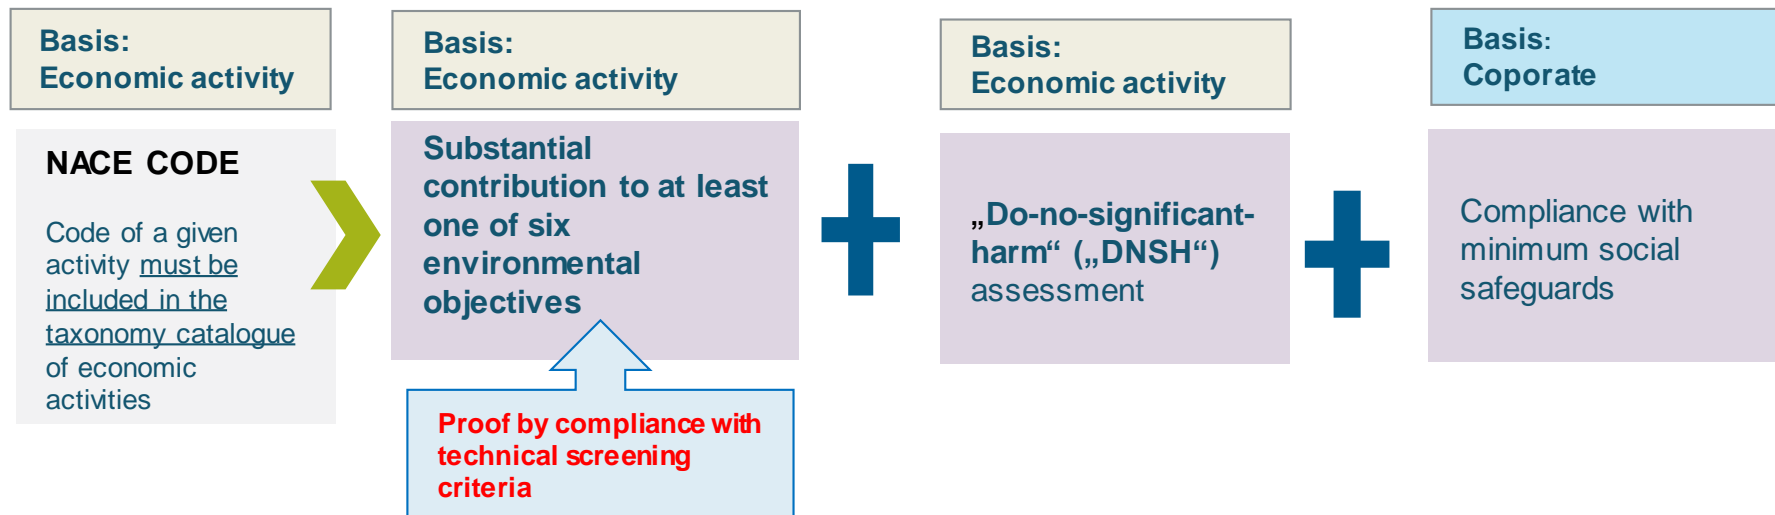 Basis:
Economic activity
NACE CODE
Code of a given
activity must be
included in the
taxonomy catalogue
of economic
activities
Basis:
Economic activity
Substantial
contribution to at least
one of six
environmental
objectives
Proof by compliance with
technical screening
criteria
Basis:
Economic activity
„Do-no-significant-
harm“ („DNSH“)
assessment
Basis:
Coporate
Compliance with
minimum social
safeguards